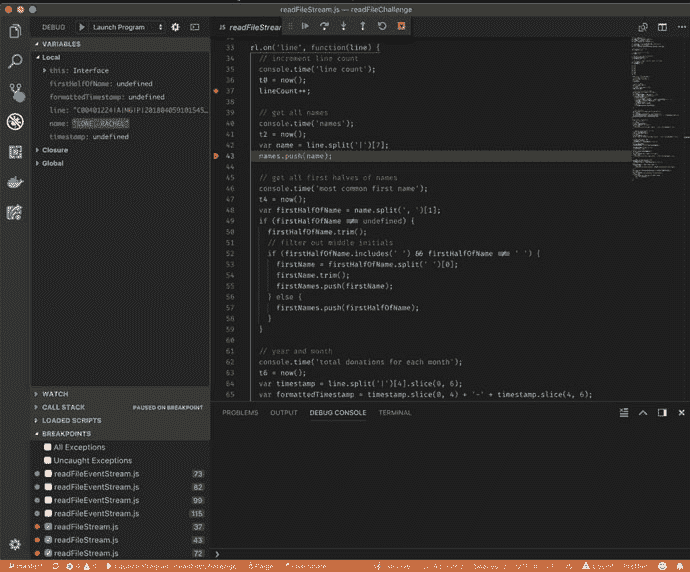 readFileStream.js — readFileChallenge
DEBUG
Launch Program
JS readFileStream
VARIABLES
Local
this: Interface
firstHalfOfName: undefined
formattedTimestamp: undefined
line: "C00401224|A|M6|P|201804059101545…
name: "LOWE, RACHEL"
timestamp: undefined
Closure
Global
WATCH
CALL STACK PAUSED ON BREAKPOINT
LOADED SCRIPTS
BREAKPOINTS
All Exceptions
Uncaught Exceptions
readFileEventStream.js 73
readFileEventStream.js 82
readFileEventStream.js 99
readFileEventStream.js 115
readFileStream.js 37
readFileStream.js 43
readFileStream.js 72
33 rl.on('line', function(line) {
34 // increment line count
35 console.time('line count');
36 t0 = now();
37 lineCount++;
38
39 // get all names
40 console.time('names');
41 t2 = now();
42 var name = line.split('|')[7];
43 names.push(name);
44
45 // get all first halves of names
46 console.time('most common first name');
47 t4 = now();
48 var firstHalfOfName = name.split(', ')[1];
49 if (firstHalfOfName !== undefined) {
50 firstHalfOfName.trim();
51 // filter out middle initials
52 if (firstHalfOfName.includes(' ') && firstHalfOfName !== ' ') {
53 firstName = firstHalfOfName.split(' ')[0];
54 firstName.trim();
55 firstNames.push(firstName);
56 } else {
57 firstNames.push(firstHalfOfName);
58 }
59 }
60
61 // year and month
62 console.time('total donations for each month');
63 t6 = now();
64 var timestamp = line.split('|')[4].slice(0, 6);
65 var formattedTimestamp = timestamp.slice(0, 4) + '-' + timestamp.slice(4, 6);
PROBLEMS OUTPUT DEBUG CONSOLE TERMINAL